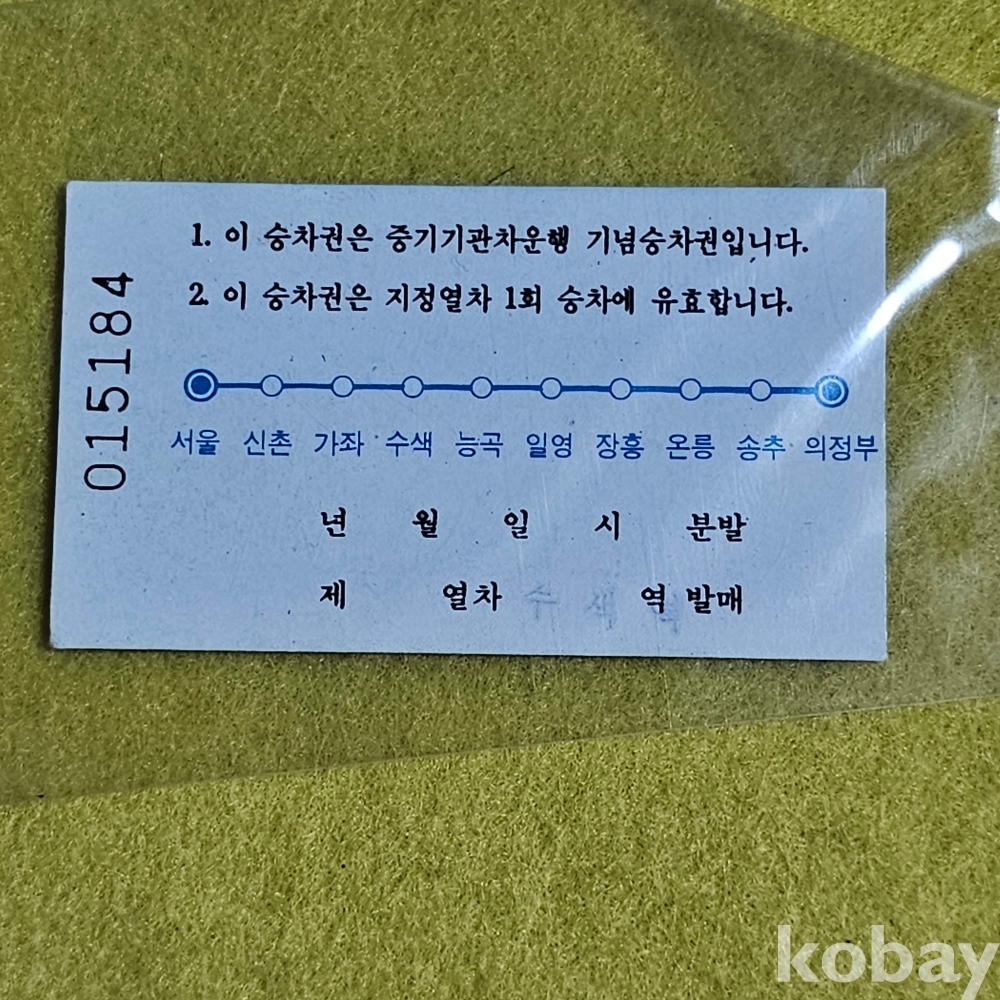 1. 이 승차권은 중기기관차운행 기념승차권입니다.
2. 이 승차권은 지정열차 1회 승차에 유효합니다.
015184
서울 신촌 가좌 수색 능곡 일영 장흥 온릉 송추 의정부
년 월 일 시 분발
제 열차 역 발매
수색역
kobay